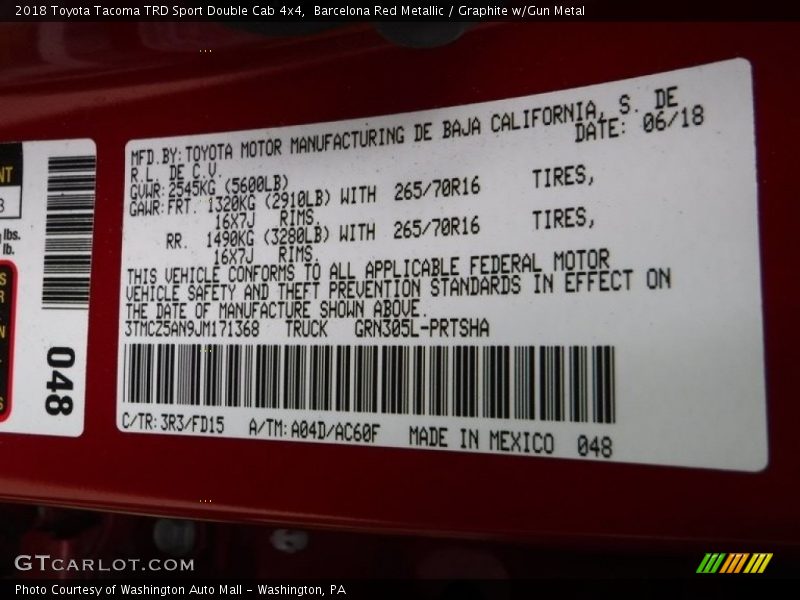 2018 Toyota Tacoma TRD Sport Double Cab 4x4,  Barcelona Red Metallic / Graphite w/Gun Metal
MFD.BY:TOYOTA MOTOR MANUFACTURING DE BAJA CALIFORNIA, S. DE
R.L. DE C.V. DATE: 06/18
GVWR:2545KG (5600LB)
GAWR:FRT. 1320KG (2910LB) WITH 265/70R16 TIRES,
16X7J RIMS,
RR. 1490KG (3280LB) WITH 265/70R16 TIRES,
16X7J RIMS.
THIS VEHICLE CONFORMS TO ALL APPLICABLE FEDERAL MOTOR
VEHICLE SAFETY AND THEFT PREVENTION STANDARDS IN EFFECT ON
THE DATE OF MANUFACTURE SHOWN ABOVE.
3TMCZ5AN9JM171368 TRUCK GRN305L-PRTSHA
C/TR:3R3/FD15 A/TM:A04D/AC60F MADE IN MEXICO 048
lbs.
lb.
048
GTCARLOT.COM
Photo Courtesy of Washington Auto Mall - Washington, PA